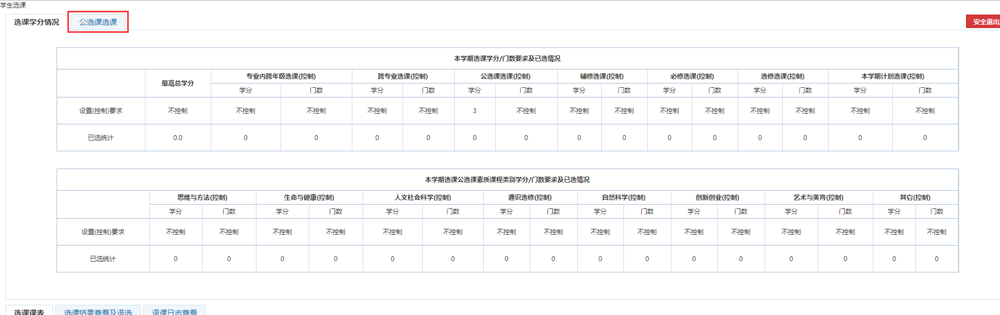 学生选课
选课学分情况 公选课选课 安全退出
本学期选课学分/门数要求及已选情况
最高总学分 专业内跨年级选课(控制) 跨专业选课(控制) 公选课选课(控制) 辅修选课(控制) 必修选课(控制) 选修选课(控制) 本学期计划选课(控制)
学分 门数 学分 门数 学分 门数 学分 门数 学分 门数 学分 门数 学分 门数
设置(控制)要求 不控制 不控制 不控制 不控制 不控制 3 不控制 不控制 不控制 不控制 不控制 不控制 不控制 不控制 不控制
已选统计 0.0 0 0 0 0 0 0 0 0 0 0 0 0 0 0
本学期选课公选课素质课程类别学分/门数要求及已选情况
思维与方法(控制) 生命与健康(控制) 人文社会科学(控制) 通识选修(控制) 自然科学(控制) 创新创业(控制) 艺术与美育(控制) 其它(控制)
学分 门数 学分 门数 学分 门数 学分 门数 学分 门数 学分 门数 学分 门数 学分 门数
设置(控制)要求 不控制 不控制 不控制 不控制 不控制 不控制 不控制 不控制 不控制 不控制 不控制 不控制 不控制 不控制 不控制 不控制
已选统计 0 0 0 0 0 0 0 0 0 0 0 0 0 0 0 0
选课课表 选课结果查看及退选 退课日志查看